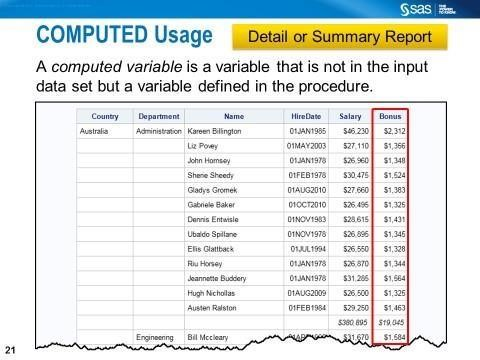 sas THE POWER TO KNOW
COMPUTED Usage
Detail or Summary Report
A computed variable is a variable that is not in the input
data set but a variable defined in the procedure.
Country Department Name HireDate Salary Bonus
Australia Administration Kareen Billington 01JAN1985 $46,230 $2,312
Liz Povey 01MAY2003 $27,110 $1,366
John Hornsey 01JAN1978 $26,960 $1,348
Sherie Sheedy 01FEB1978 $30,475 $1,524
Gladys Gromek 01AUG2010 $27,660 $1,383
Gabriele Baker 01OCT2010 $26,495 $1,325
Dennis Entwisle 01NOV1983 $28,615 $1,431
Ubaldo Spillane 01NOV1978 $26,895 $1,345
Ellis Glattback 01JUL1994 $26,550 $1,328
Riu Horsey 01JAN1978 $26,870 $1,344
Jeannette Buddery 01JAN1978 $31,285 $1,564
Hugh Nichollas 01AUG2009 $26,500 $1,325
Austen Ralston 01FEB1984 $29,250 $1,463
$380,895 $19,045
Engineering Bill Mccleary $31,670 $1,584
21